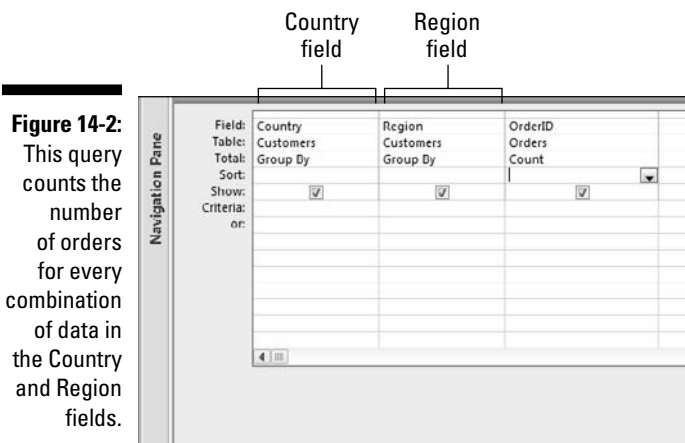 Country field
Region field
Figure 14-2:
This query
counts the
number
of orders
for every
combination
of data in
the Country
and Region
fields.
Navigation Pane
Field: Country Region OrderID
Table: Customers Customers Orders
Total: Group By Group By Count
Sort:
Show:
Criteria:
or: